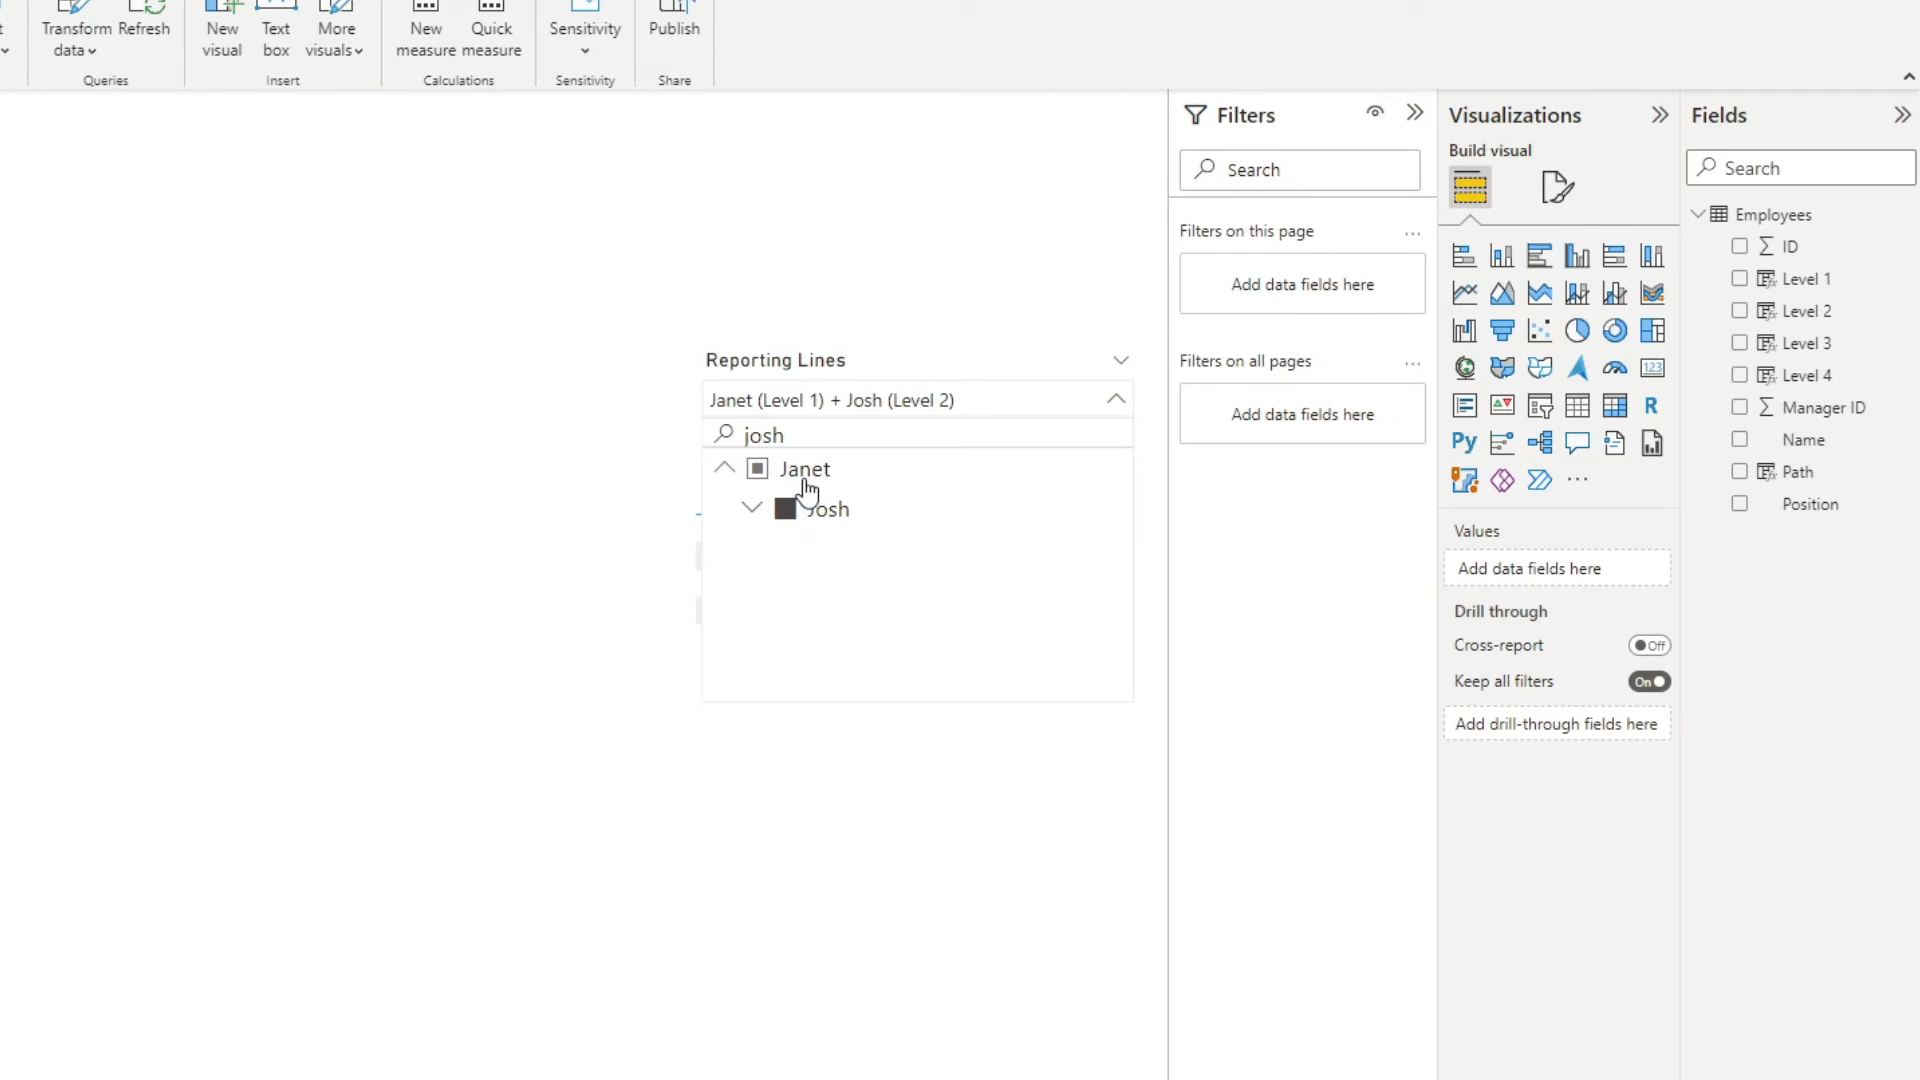 Transform Refresh
data
Queries
New
visual
Text
box
More
visuals
Insert
New
measure
Quick
measure
Calculations
Sensitivity
Sensitivity
Publish
Share
Reporting Lines
Janet (Level 1) + Josh (Level 2)
josh
Janet
Josh
Filters
Search
Filters on this page
Add data fields here
Filters on all pages
Add data fields here
Visualizations
Build visual
123
R
Py
Values
Add data fields here
Drill through
Cross-report
Off
Keep all filters
On
Add drill-through fields here
Fields
Search
Employees
ID
Level 1
Level 2
Level 3
Level 4
Manager ID
Name
Path
Position